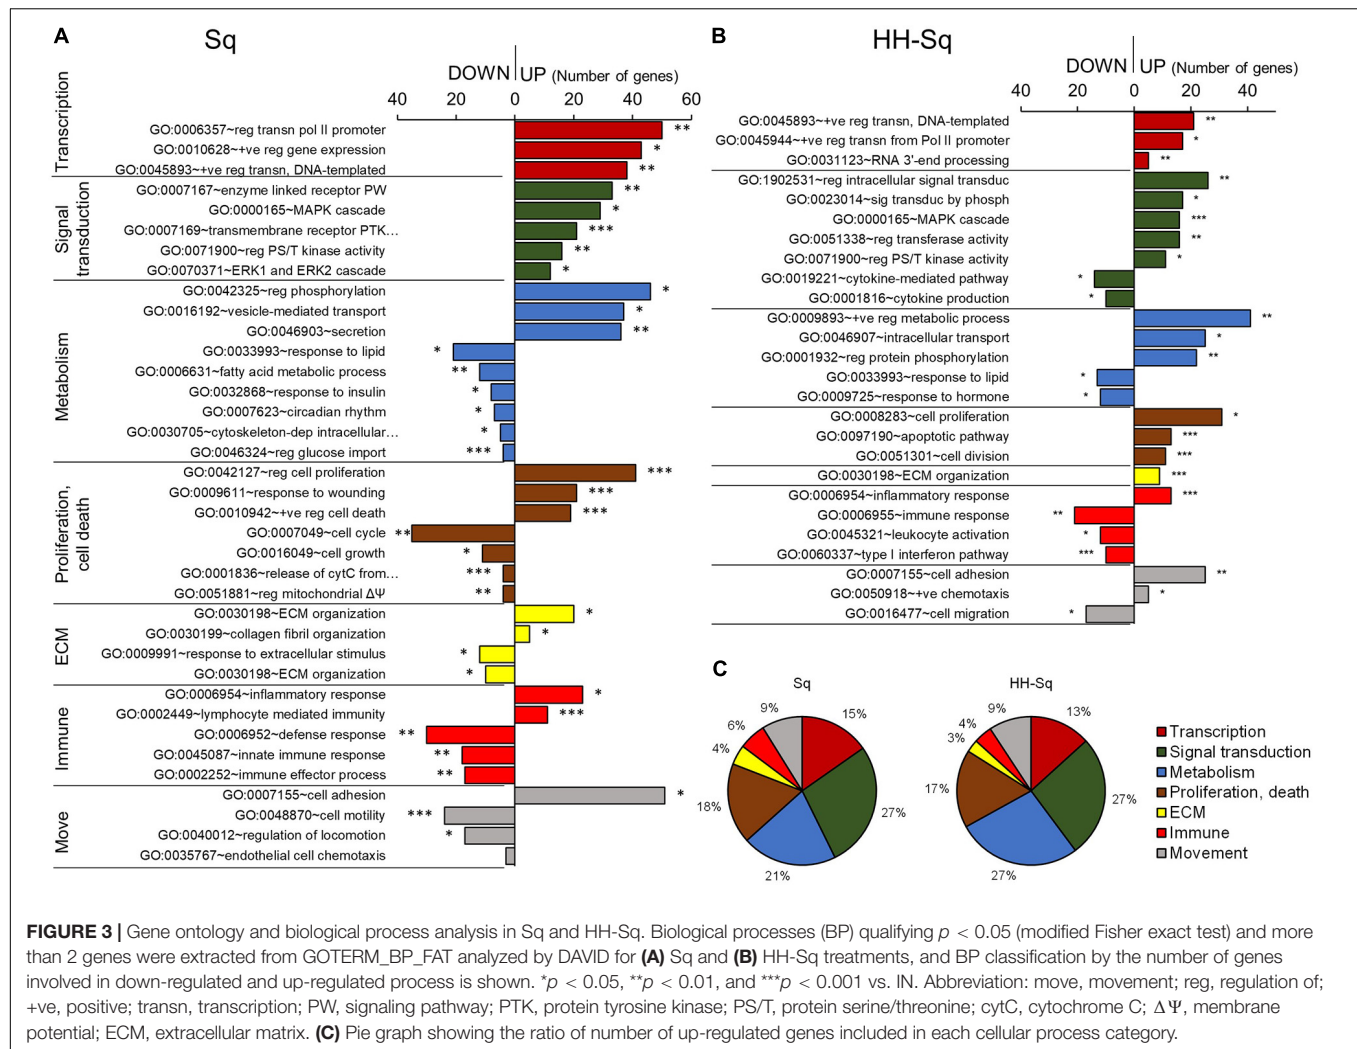 A
Sq
DOWN UP (Number of genes)
40 20 0 20 40 60
Transcription
GO:0006357~reg transn pol II promoter **
GO:0010628~+ve reg gene expression *
GO:0045893~+ve reg transn, DNA-templated **
Signal transduction
GO:0007167~enzyme linked receptor PW **
GO:0000165~MAPK cascade *
GO:0007169~transmembrane receptor PTK… ***
GO:0071900~reg PS/T kinase activity **
GO:0070371~ERK1 and ERK2 cascade *
Metabolism
GO:0042325~reg phosphorylation *
GO:0016192~vesicle-mediated transport *
GO:0046903~secretion **
GO:0033993~response to lipid *
GO:0006631~fatty acid metabolic process **
GO:0032868~response to insulin *
GO:0007623~circadian rhythm *
GO:0030705~cytoskeleton-dep intracellular… *
GO:0046324~reg glucose import ***
Proliferation, cell death
GO:0042127~reg cell proliferation ***
GO:0009611~response to wounding ***
GO:0010942~+ve reg cell death ***
GO:0007049~cell cycle **
GO:0016049~cell growth *
GO:0001836~release of cytC from… ***
GO:0051881~reg mitochondrial ΔΨ **
ECM
GO:0030198~ECM organization *
GO:0030199~collagen fibril organization *
GO:0009991~response to extracellular stimulus *
GO:0030198~ECM organization *
Immune
GO:0006954~inflammatory response *
GO:0002449~lymphocyte mediated immunity ***
GO:0006952~defense response **
GO:0045087~innate immune response **
GO:0002252~immune effector process **
Move
GO:0007155~cell adhesion *
GO:0048870~cell motility ***
GO:0040012~regulation of locomotion *
GO:0035767~endothelial cell chemotaxis
B
HH-Sq
DOWN UP (Number of genes)
40 20 0 20 40
GO:0045893~+ve reg transn, DNA-templated **
GO:0045944~+ve reg transn from Pol II promoter *
GO:0031123~RNA 3'-end processing **
GO:1902531~reg intracellular signal transduc **
GO:0023014~sig transduc by phosph *
GO:0000165~MAPK cascade ***
GO:0051338~reg transferase activity **
GO:0071900~reg PS/T kinase activity *
GO:0019221~cytokine-mediated pathway *
GO:0001816~cytokine production *
GO:0009893~+ve reg metabolic process **
GO:0046907~intracellular transport *
GO:0001932~reg protein phosphorylation **
GO:0033993~response to lipid *
GO:0009725~response to hormone *
GO:0008283~cell proliferation *
GO:0097190~apoptotic pathway ***
GO:0051301~cell division ***
GO:0030198~ECM organization ***
GO:0006954~inflammatory response ***
GO:0006955~immune response **
GO:0045321~leukocyte activation *
GO:0060337~type I interferon pathway ***
GO:0007155~cell adhesion **
GO:0050918~+ve chemotaxis *
GO:0016477~cell migration *
C
Sq
15%
27%
21%
18%
4%
6%
9%
HH-Sq
13%
27%
27%
17%
3%
4%
9%
Transcription
Signal transduction
Metabolism
Proliferation, death
ECM
Immune
Movement
FIGURE 3 | Gene ontology and biological process analysis in Sq and HH-Sq. Biological processes (BP) qualifying p < 0.05 (modified Fisher exact test) and more
than 2 genes were extracted from GOTERM_BP_FAT analyzed by DAVID for (A) Sq and (B) HH-Sq treatments, and BP classification by the number of genes
involved in down-regulated and up-regulated process is shown. *p < 0.05, **p < 0.01, and ***p < 0.001 vs. IN. Abbreviation: move, movement; reg, regulation of;
+ve, positive; transn, transcription; PW, signaling pathway; PTK, protein tyrosine kinase; PS/T, protein serine/threonine; cytC, cytochrome C; ΔΨ, membrane
potential; ECM, extracellular matrix. (C) Pie graph showing the ratio of number of up-regulated genes included in each cellular process category.